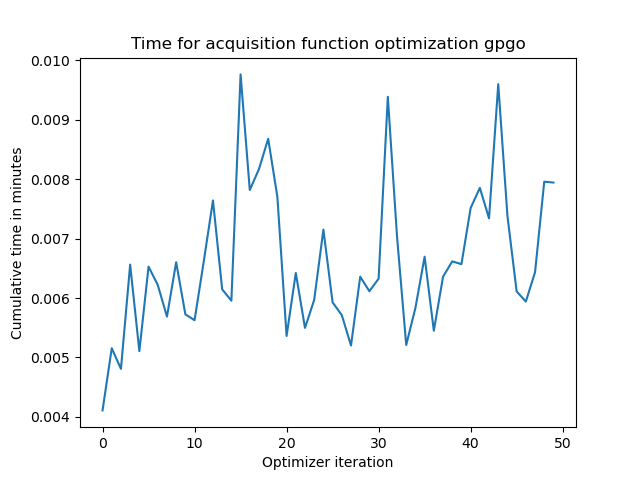 Time for acquisition function optimization gpgo
0.010
0.009
0.008
0.007
0.006
0.005
0.004
Cumulative time in minutes
0 10 20 30 40 50
Optimizer iteration